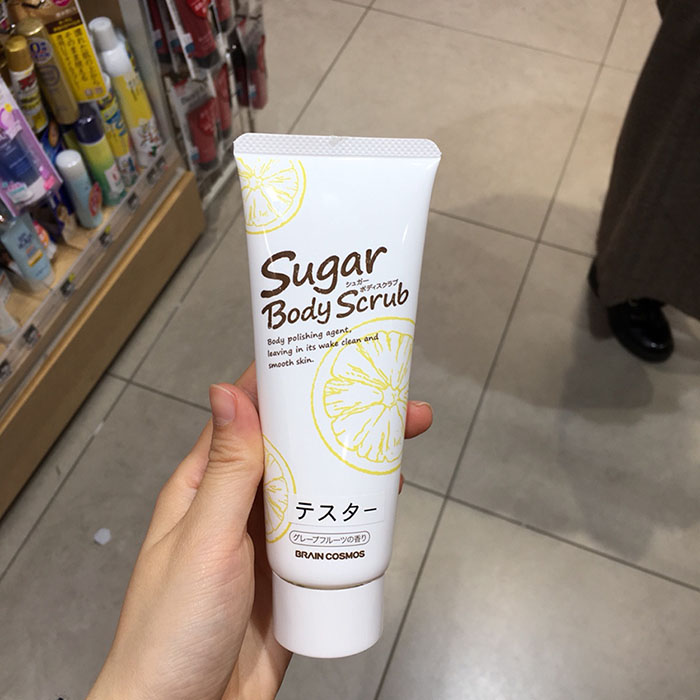 Sugar
シュガー
ボディスクラブ
Body Scrub
Body polishing agent,
leaving in its wake clean and
smooth skin.
テスター
グレープフルーツの香り
BRAIN COSMOS